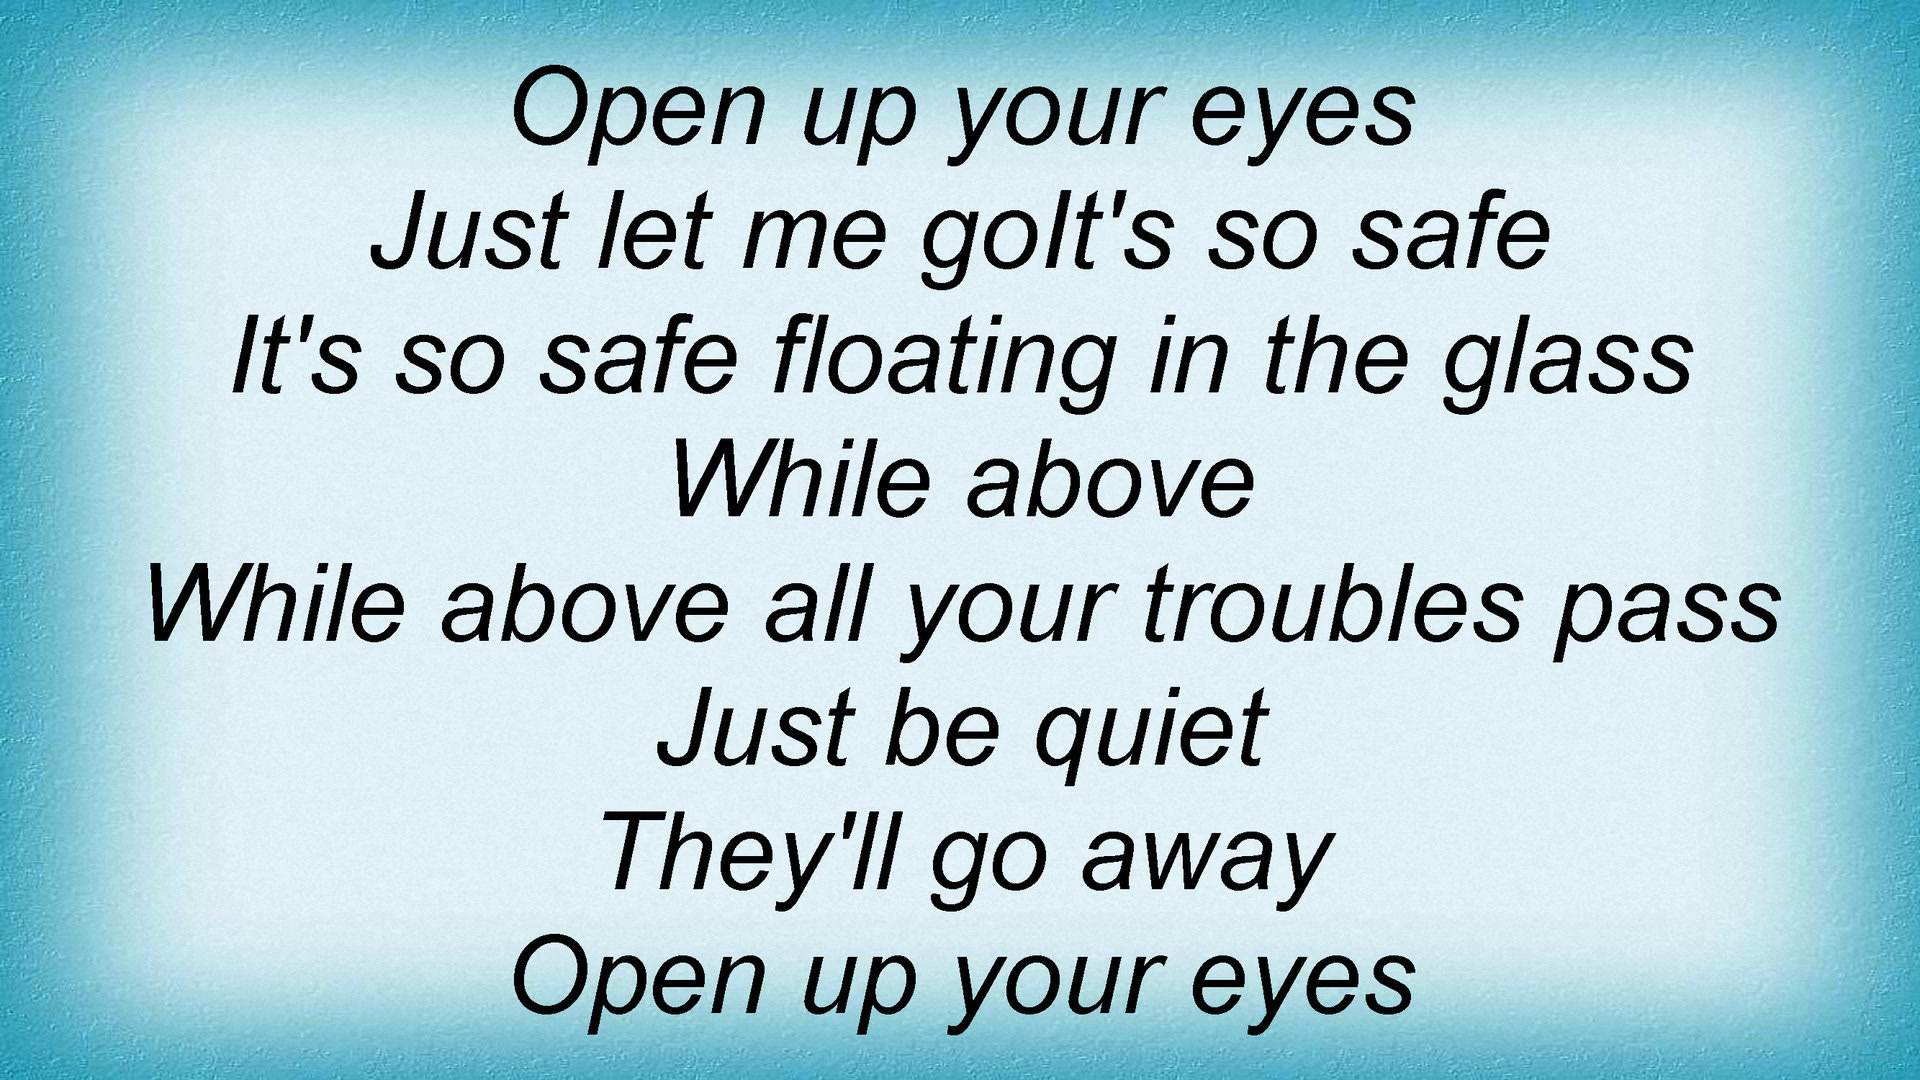 Open up your eyes
Just let me goIt's so safe
It's so safe floating in the glass
While above
While above all your troubles pass
Just be quiet
They'll go away
Open up your eyes